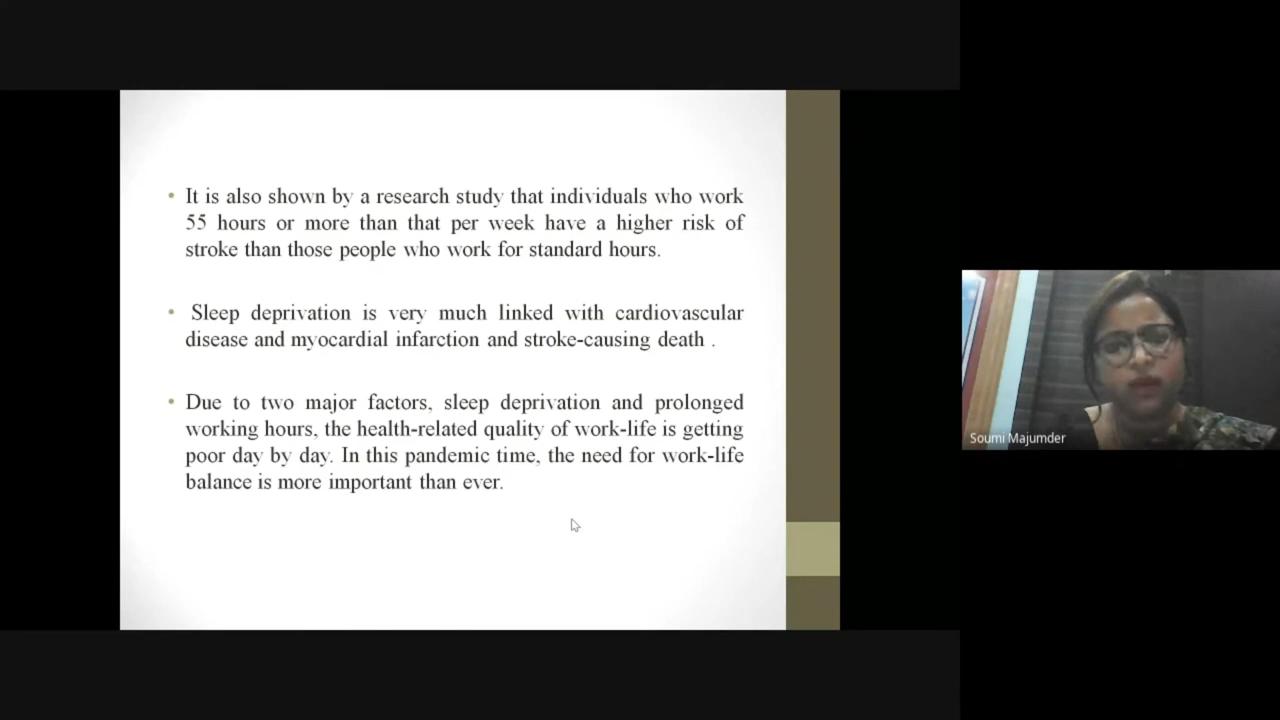 • It is also shown by a research study that individuals who work
55 hours or more than that per week have a higher risk of
stroke than those people who work for standard hours.
• Sleep deprivation is very much linked with cardiovascular
disease and myocardial infarction and stroke-causing death .
• Due to two major factors, sleep deprivation and prolonged
working hours, the health-related quality of work-life is getting
poor day by day. In this pandemic time, the need for work-life
balance is more important than ever.
Soumi Majumder